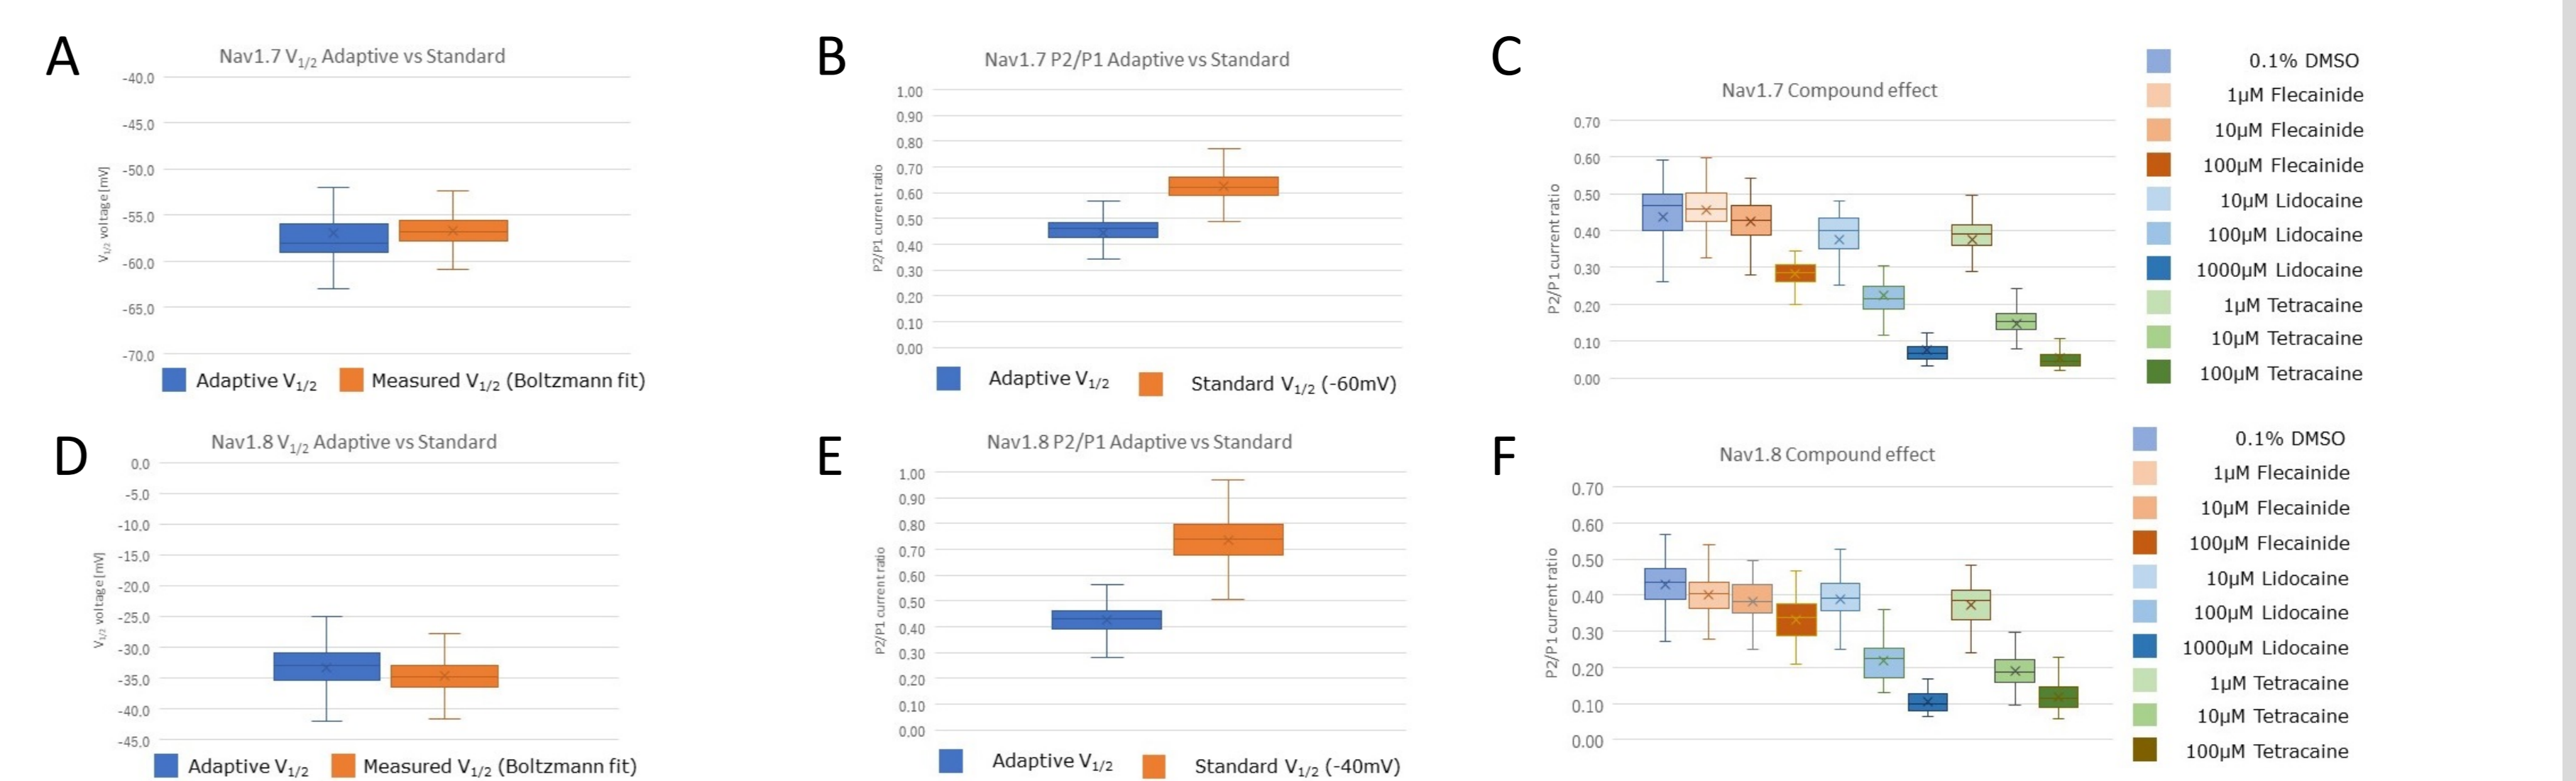 A
Nav1.7 V1/2 Adaptive vs Standard
V1/2 voltage [mV]
-40.0
-45.0
-50.0
-55.0
-60.0
-65.0
-70.0
Adaptive V1/2
Measured V1/2 (Boltzmann fit)
B
Nav1.7 P2/P1 Adaptive vs Standard
P2/P1 current ratio
1.00
0.90
0.80
0.70
0.60
0.50
0.40
0.30
0.20
0.10
0.00
Adaptive V1/2
Standard V1/2 (-60mV)
C
Nav1.7 Compound effect
P2/P1 current ratio
0.70
0.60
0.50
0.40
0.30
0.20
0.10
0.00
0.1% DMSO
1µM Flecainide
10µM Flecainide
100µM Flecainide
10µM Lidocaine
100µM Lidocaine
1000µM Lidocaine
1µM Tetracaine
10µM Tetracaine
100µM Tetracaine
D
Nav1.8 V1/2 Adaptive vs Standard
V1/2 voltage [mV]
0.0
-5.0
-10.0
-15.0
-20.0
-25.0
-30.0
-35.0
-40.0
-45.0
Adaptive V1/2
Measured V1/2 (Boltzmann fit)
E
Nav1.8 P2/P1 Adaptive vs Standard
P2/P1 current ratio
1.00
0.90
0.80
0.70
0.60
0.50
0.40
0.30
0.20
0.10
0.00
Adaptive V1/2
Standard V1/2 (-40mV)
F
Nav1.8 Compound effect
P2/P1 current ratio
0.70
0.60
0.50
0.40
0.30
0.20
0.10
0.00
0.1% DMSO
1µM Flecainide
10µM Flecainide
100µM Flecainide
10µM Lidocaine
100µM Lidocaine
1000µM Lidocaine
1µM Tetracaine
10µM Tetracaine
100µM Tetracaine